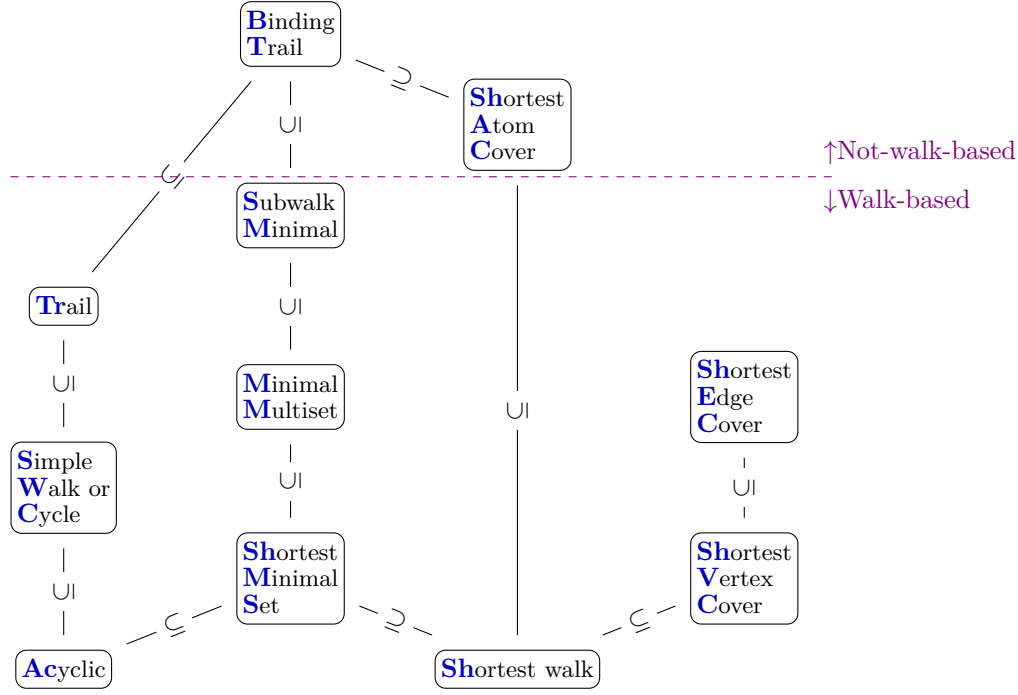 Binding
Trail
Shortest
Atom
Cover
↑Not-walk-based
↓Walk-based
Subwalk
Minimal
Trail
Minimal
Multiset
Shortest
Edge
Cover
Simple
Walk or
Cycle
Shortest
Minimal
Set
Shortest
Vertex
Cover
Acyclic
Shortest walk